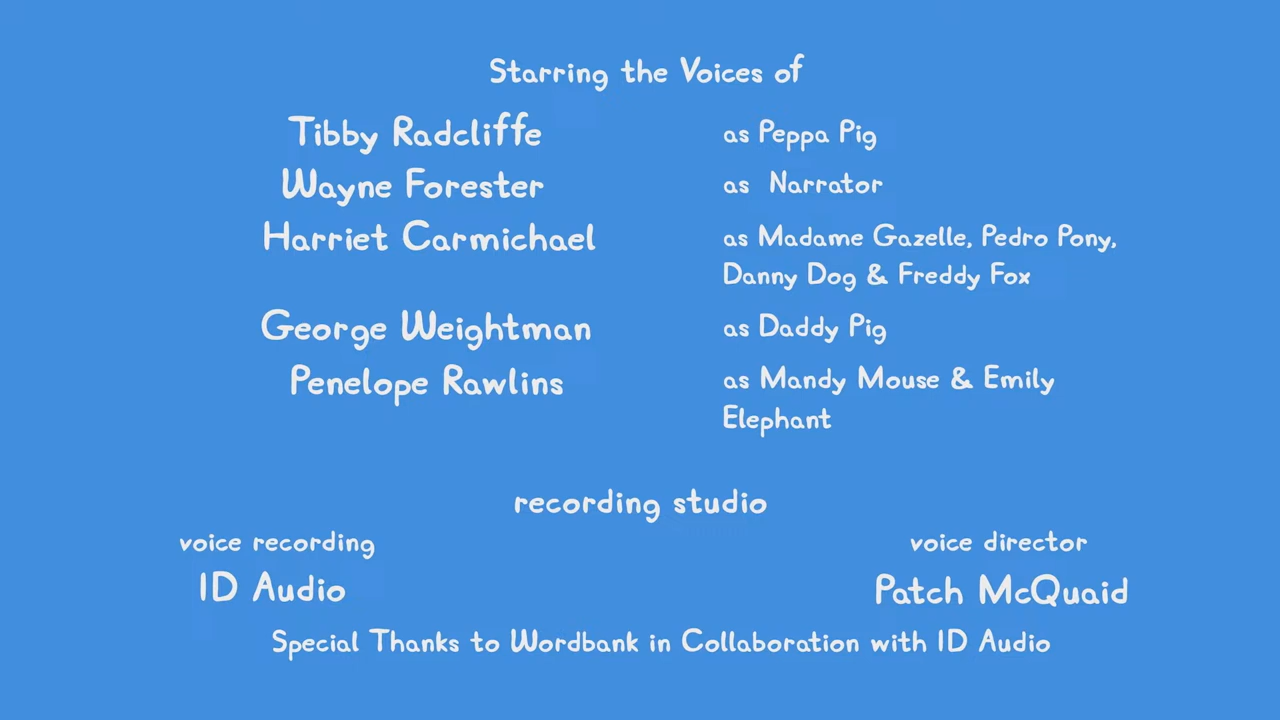 Starring the Voices of
Tibby Radcliffe as Peppa Pig
Wayne Forester as Narrator
Harriet Carmichael as Madame Gazelle, Pedro Pony,
Danny Dog & Freddy Fox
George Weightman as Daddy Pig
Penelope Rawlins as Mandy Mouse & Emily
Elephant
recording studio
voice recording voice director
ID Audio Patch McQuaid
Special Thanks to Wordbank in Collaboration with ID Audio